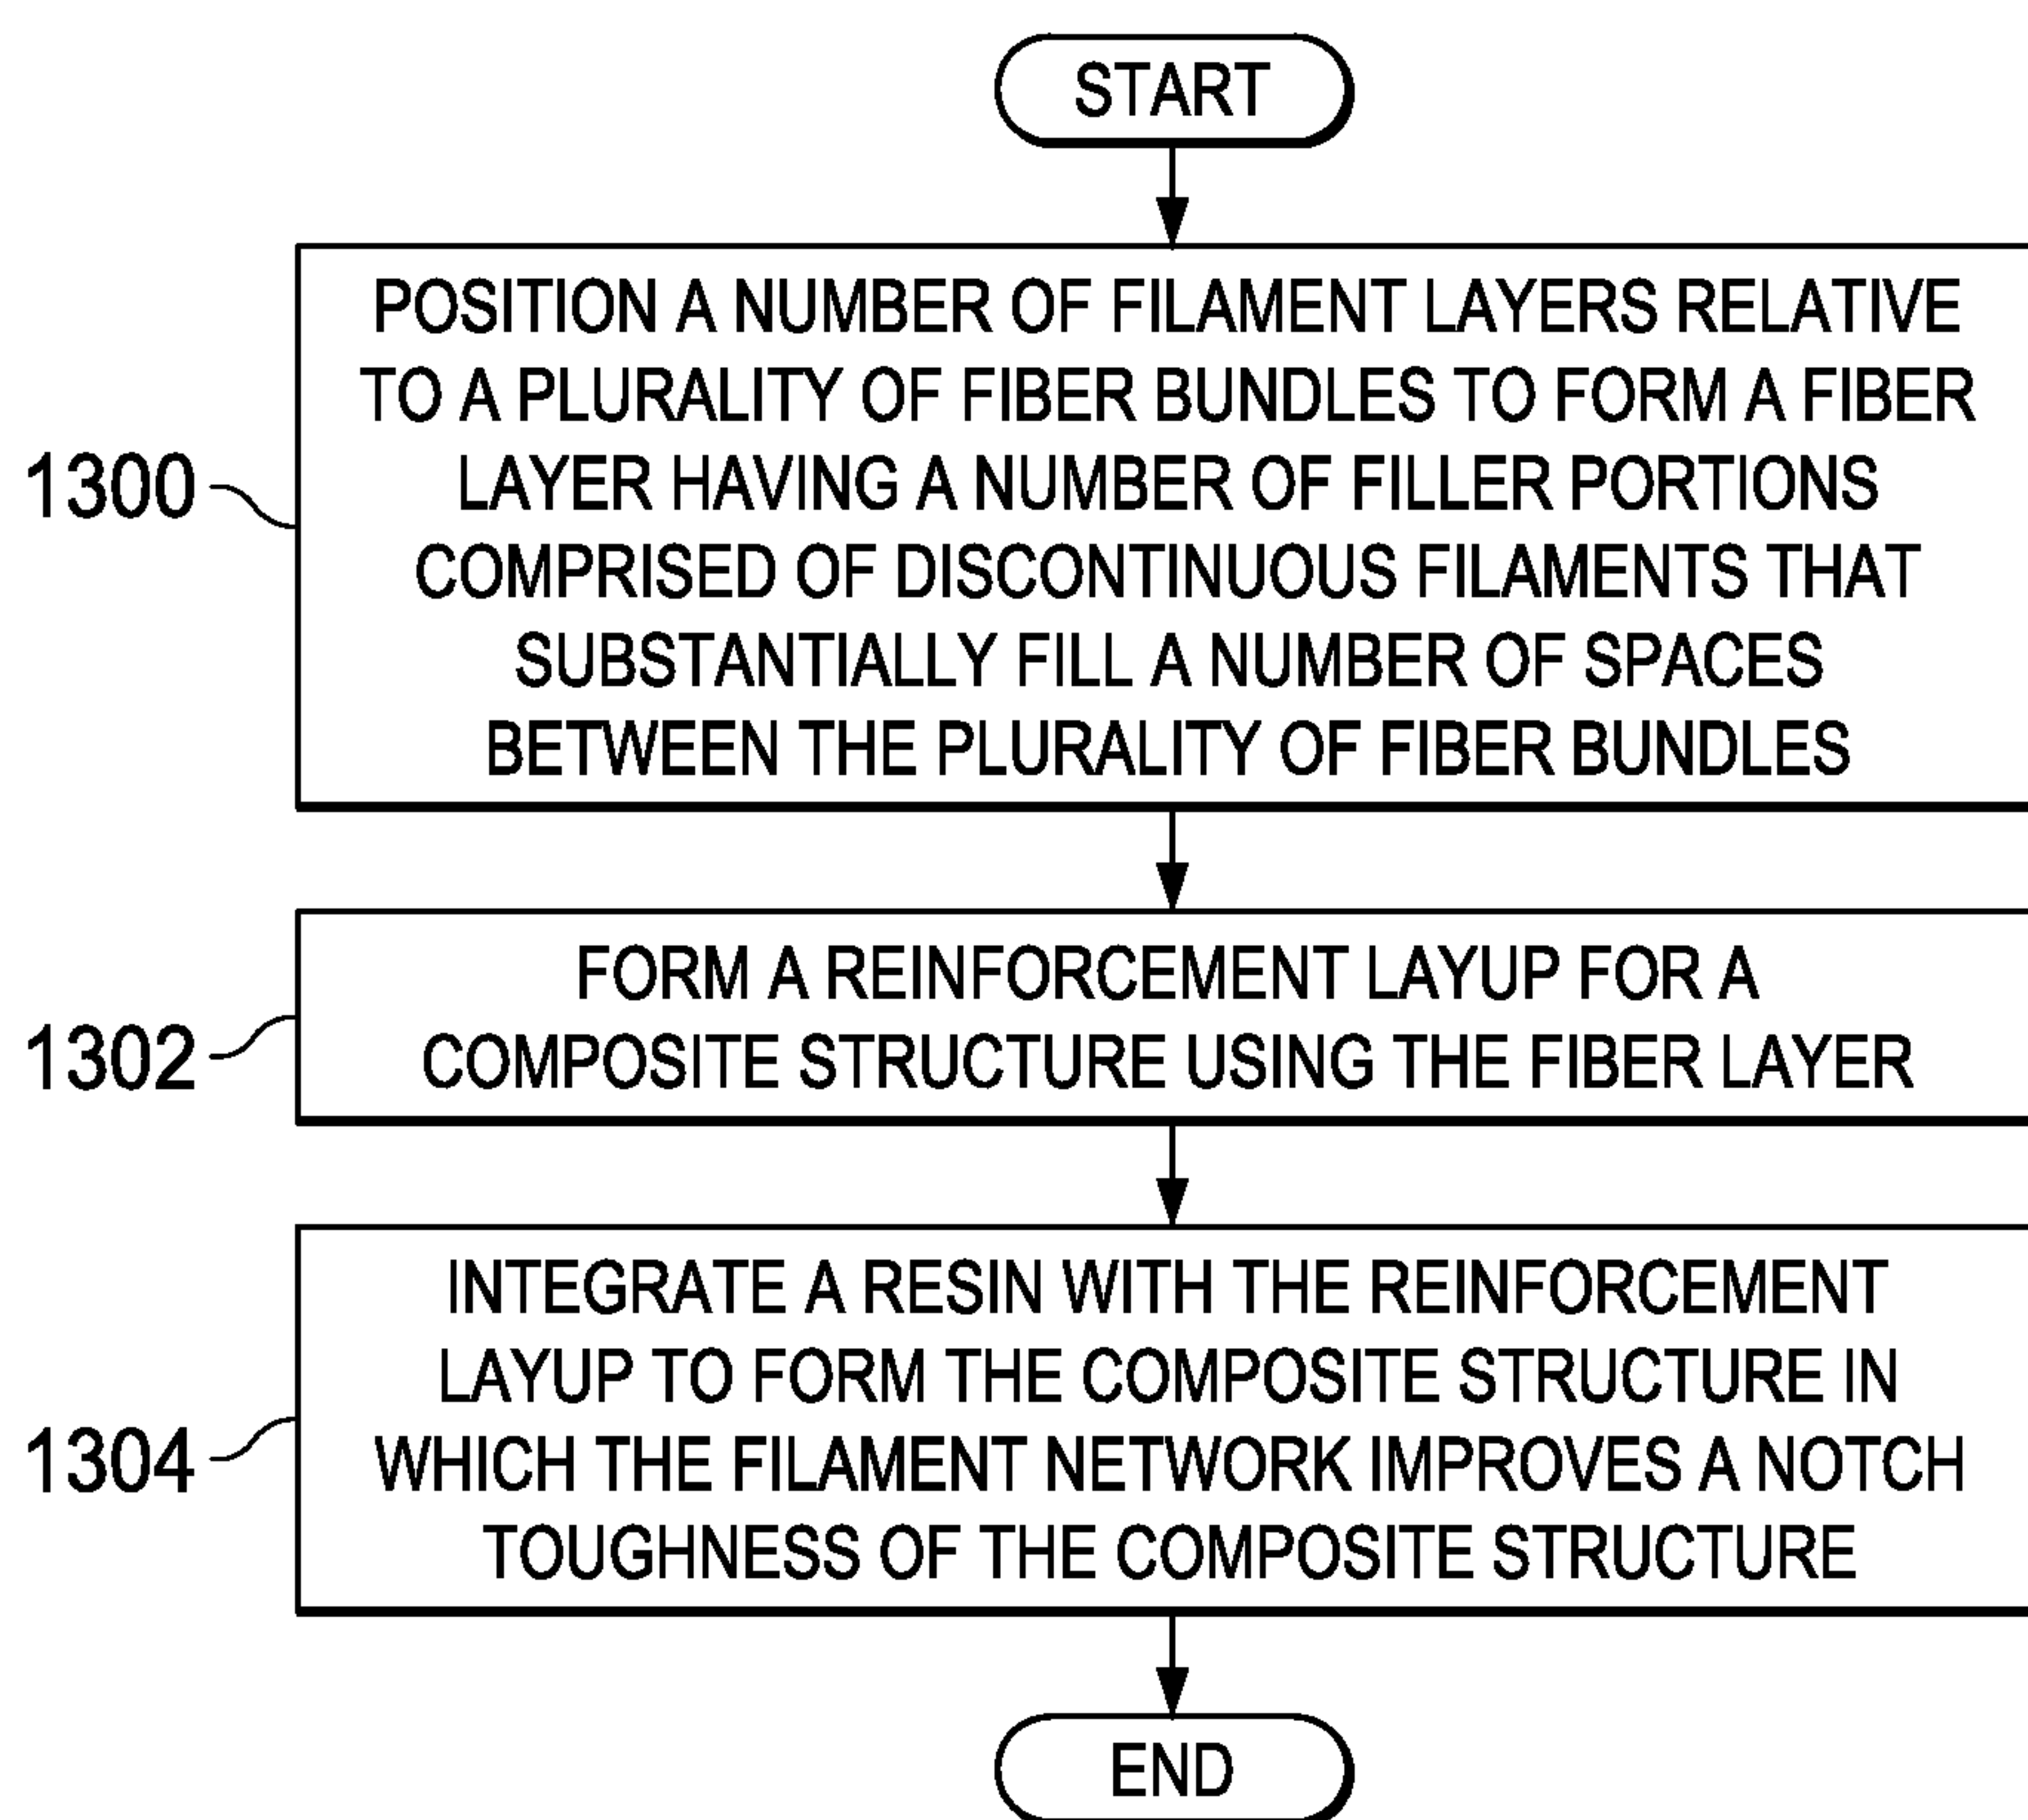 START
POSITION A NUMBER OF FILAMENT LAYERS RELATIVE
TO A PLURALITY OF FIBER BUNDLES TO FORM A FIBER
1300
LAYER HAVING A NUMBER OF FILLER PORTIONS
COMPRISED OF DISCONTINUOUS FILAMENTS THAT
SUBSTANTIALLY FILL A NUMBER OF SPACES
BETWEEN THE PLURALITY OF FIBER BUNDLES
FORM A REINFORCEMENT LAYUP FOR A
1302
COMPOSITE STRUCTURE USING THE FIBER LAYER
INTEGRATE A RESIN WITH THE REINFORCEMENT
LAYUP TO FORM THE COMPOSITE STRUCTURE IN
1304
WHICH THE FILAMENT NETWORK IMPROVES A NOTCH
TOUGHNESS OF THE COMPOSITE STRUCTURE
END